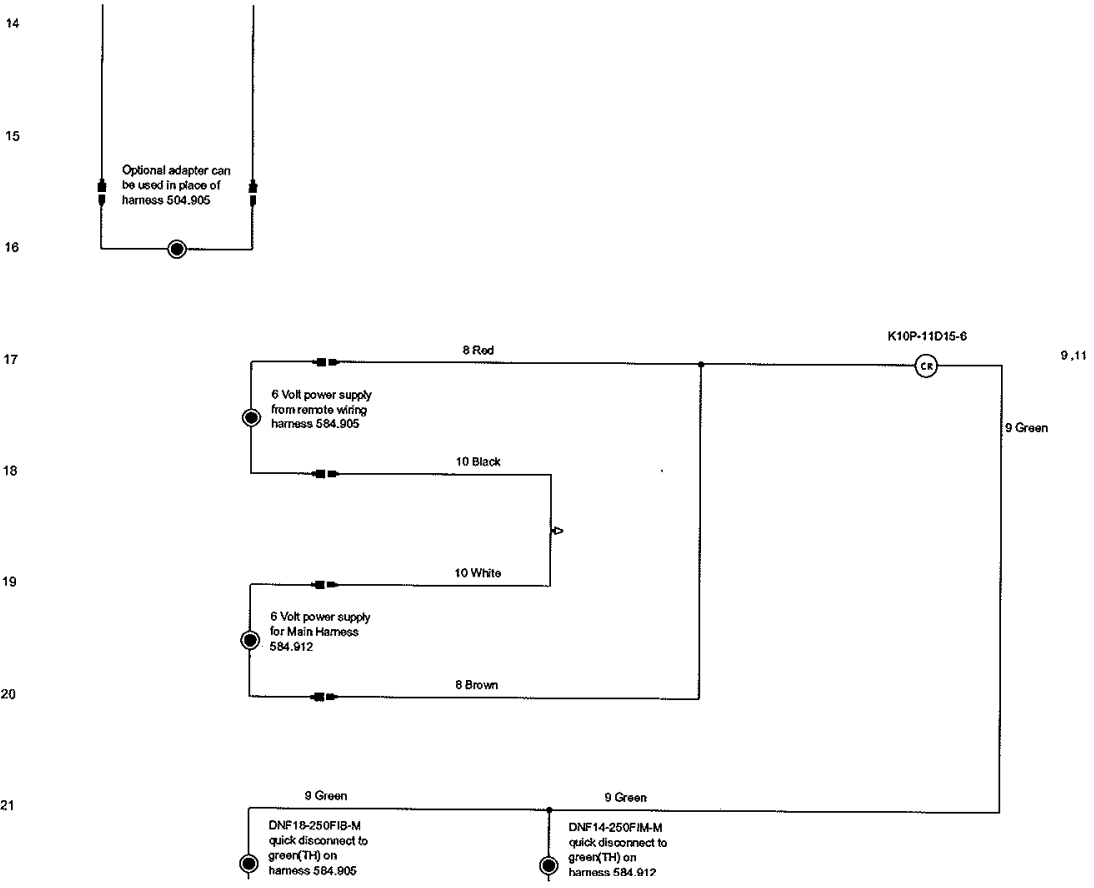 14
15
Optional adapter can
be used in place of
harness 504.905
16
K10P-11D15-6
17
8 Red
CR
9 ,11
6 Volt power supply
from remote wiring
harness 584.905
9 Green
18
10 Black
19
10 White
6 Volt power supply
for Main Harness
584.912
20
8 Brown
21
9 Green
9 Green
DNF18-250FIB-M
quick disconnect to
green(TH) on
harness 584.905
DNF14-250FIM-M
quick disconnect to
green(TH) on
harness 584.912